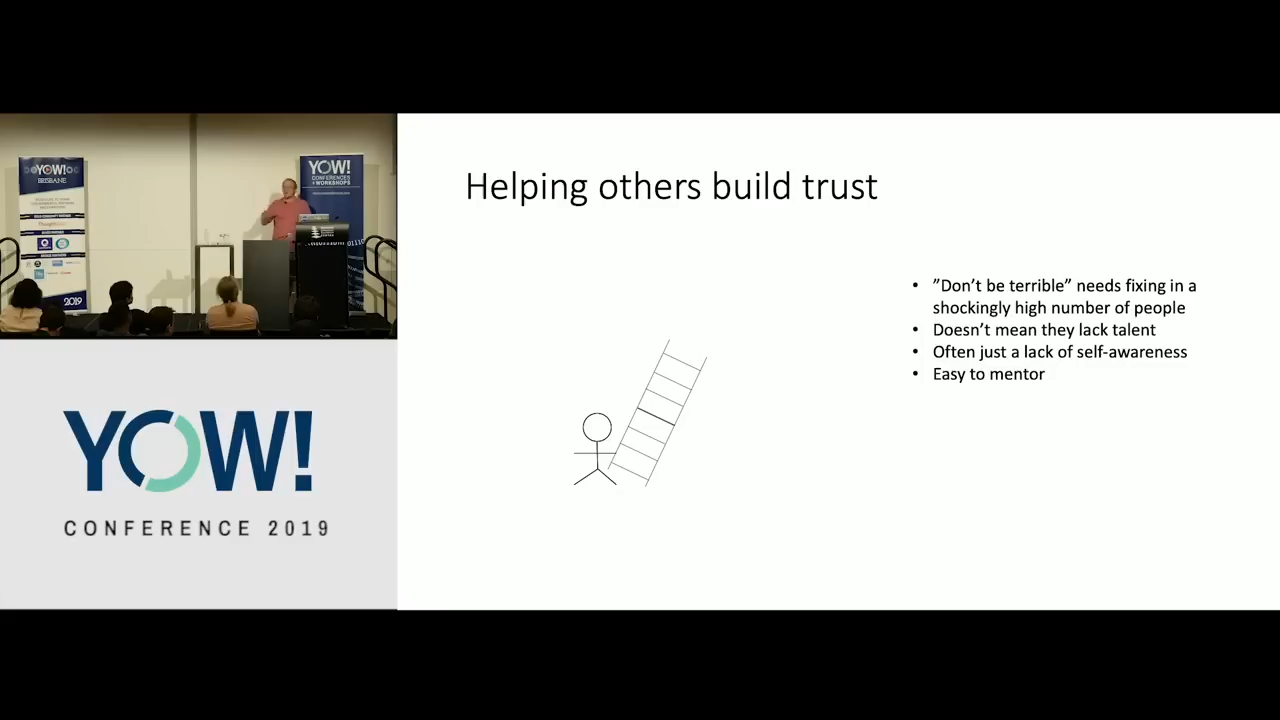 YOW!
BRISBANE
2019
YOW!
CONFERENCES
+ WORKSHOPS
YOW!
CONFERENCE 2019
Helping others build trust
• ”Don’t be terrible” needs fixing in a
shockingly high number of people
• Doesn’t mean they lack talent
• Often just a lack of self-awareness
• Easy to mentor